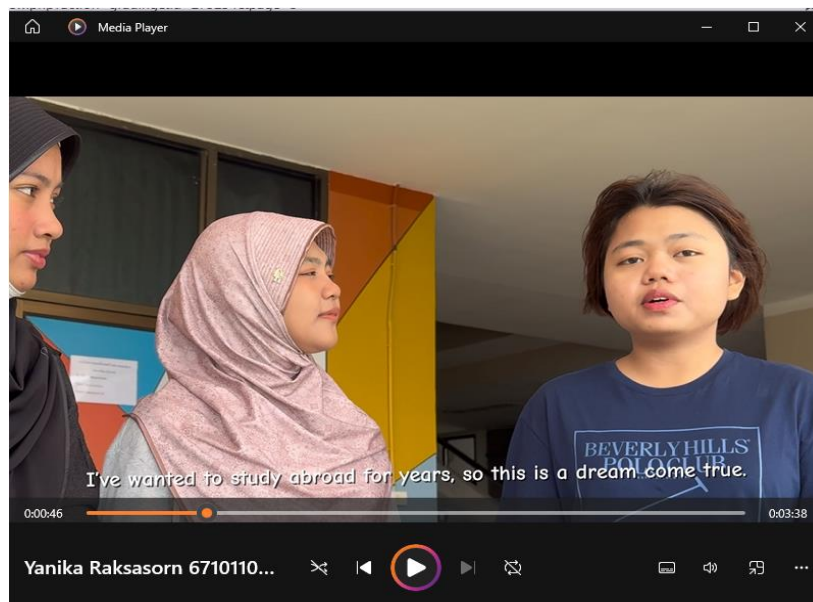 Media Player
BEVERLY HILLS
POLO CLUB
I've wanted to study abroad for years, so this is a dream come true.
0:00:46
0:03:38
Yanika Raksasorn 6710110...